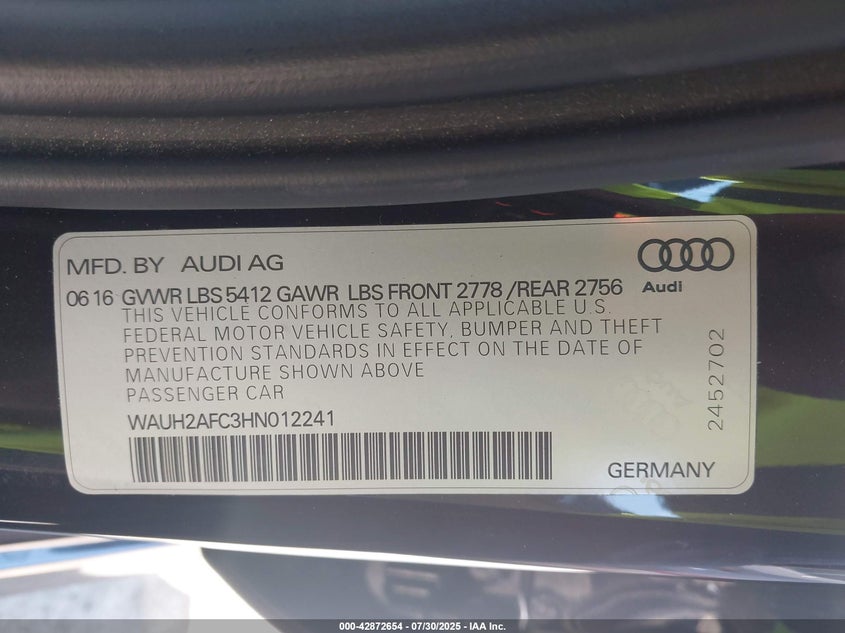 MFD. BY AUDI AG
Audi
06 16 GVWR LBS 5412 GAWR LBS FRONT 2778 /REAR 2756
THIS VEHICLE CONFORMS TO ALL APPLICABLE U.S.
FEDERAL MOTOR VEHICLE SAFETY, BUMPER AND THEFT
PREVENTION STANDARDS IN EFFECT ON THE DATE OF
MANUFACTURE SHOWN ABOVE
PASSENGER CAR
WAUH2AFC3HN012241
2452702
GERMANY
000-42872654 - 07/30/2025 - IAA Inc.